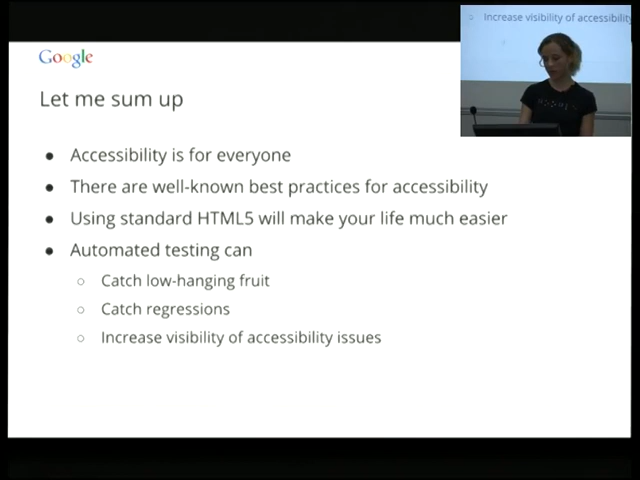 Increase visibility of accessibility
Google
Let me sum up
Accessibility is for everyone
There are well-known best practices for accessibility
Using standard HTML5 will make your life much easier
Automated testing can
Catch low-hanging fruit
Catch regressions
Increase visibility of accessibility issues